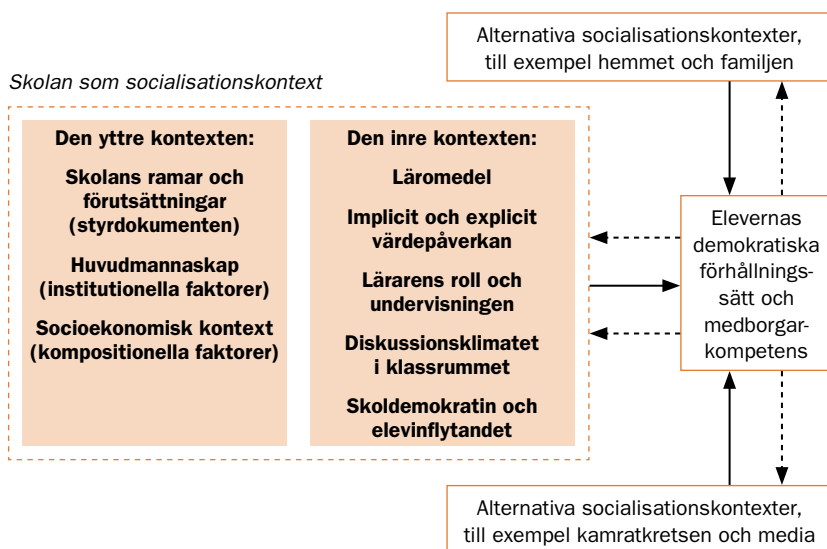 Alternativa socialisationskontexter,
till exempel hemmet och familjen
Skolan som socialisationskontext
Den yttre kontexten:
Skolans ramar och
förutsättningar
(styrdokumenten)
Huvudmannaskap
(institutionella faktorer)
Socioekonomisk kontext
(kompositionella faktorer)
Den inre kontexten:
Läromedel
Implicit och explicit
värdepåverkan
Lärarens roll och
undervisningen
Diskussionsklimatet
i klassrummet
Skoldemokratin och
elevinflytandet
Elevernas
demokratiska
förhållnings-
sätt och
medborgar-
kompetens
Alternativa socialisationskontexter,
till exempel kamratkretsen och media